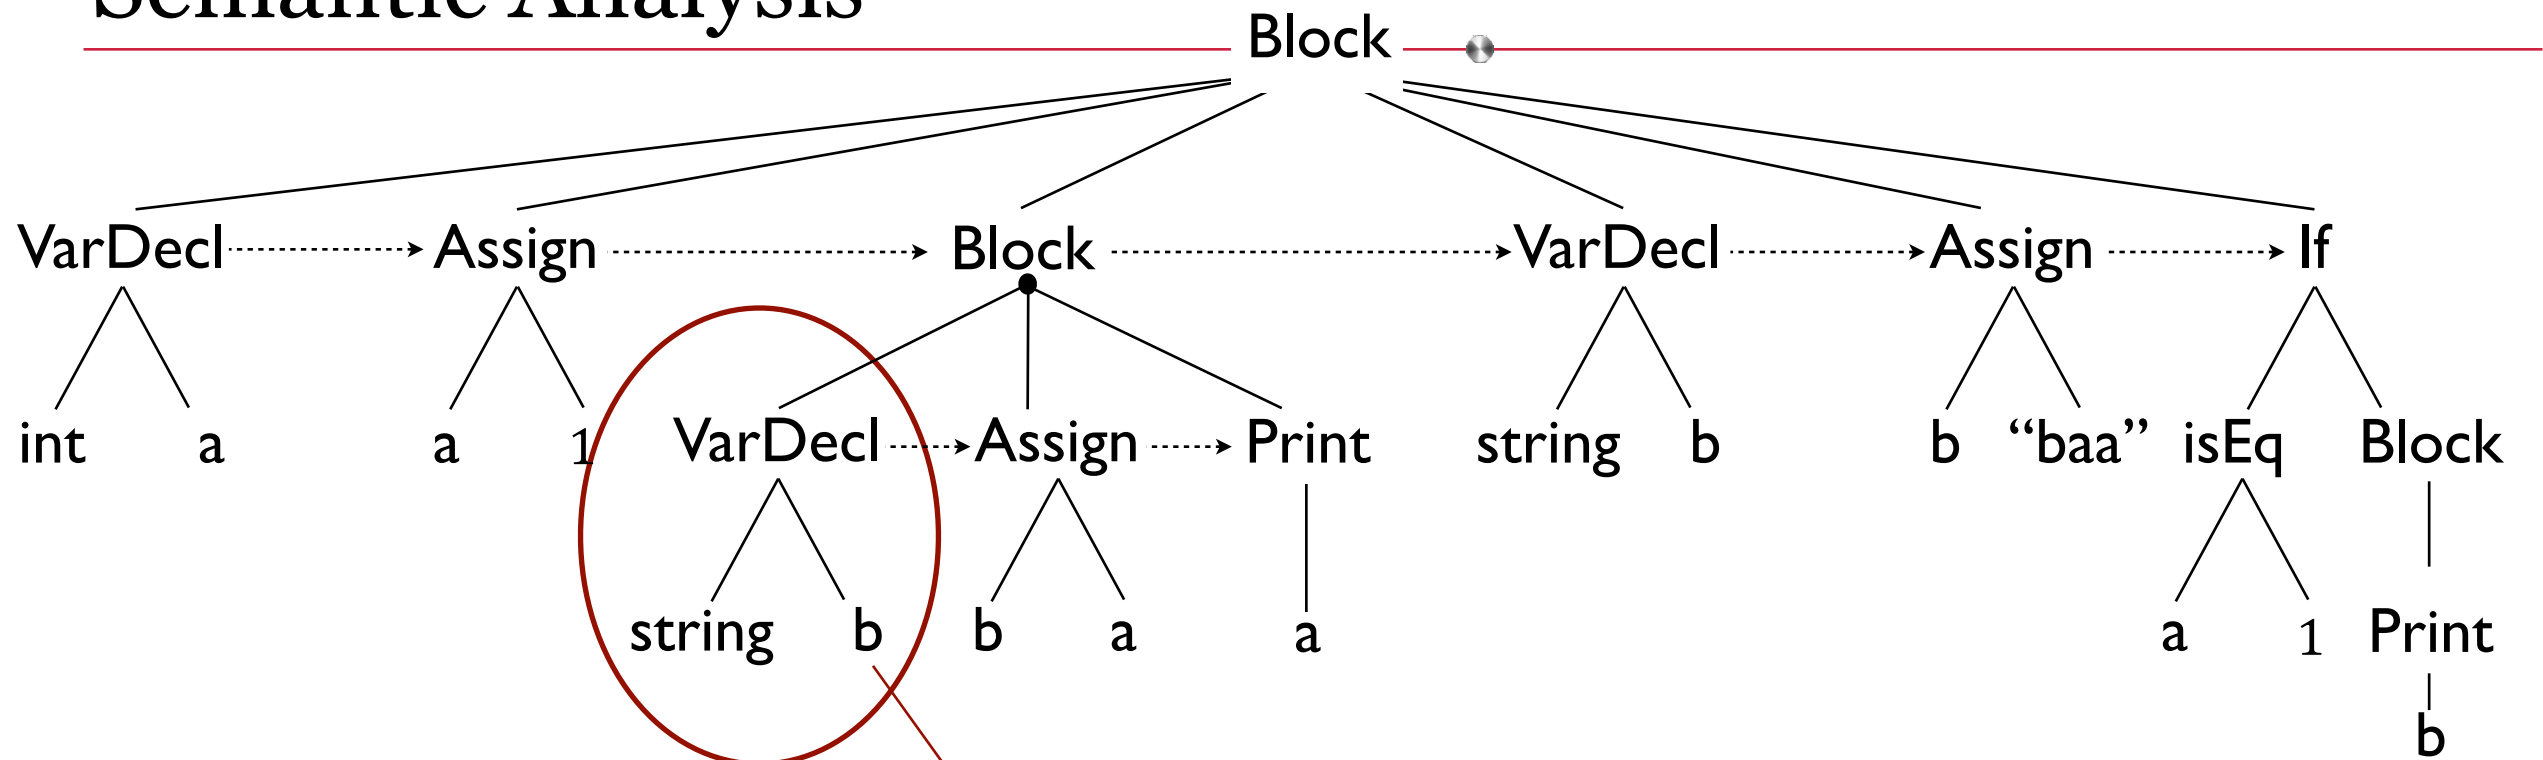 Semantic Analysis
Block
VarDecl Assign Block VarDecl Assign If
int a a 1 VarDecl Assign Print string b b “baa” isEq Block
string b b a a a 1 Print
b